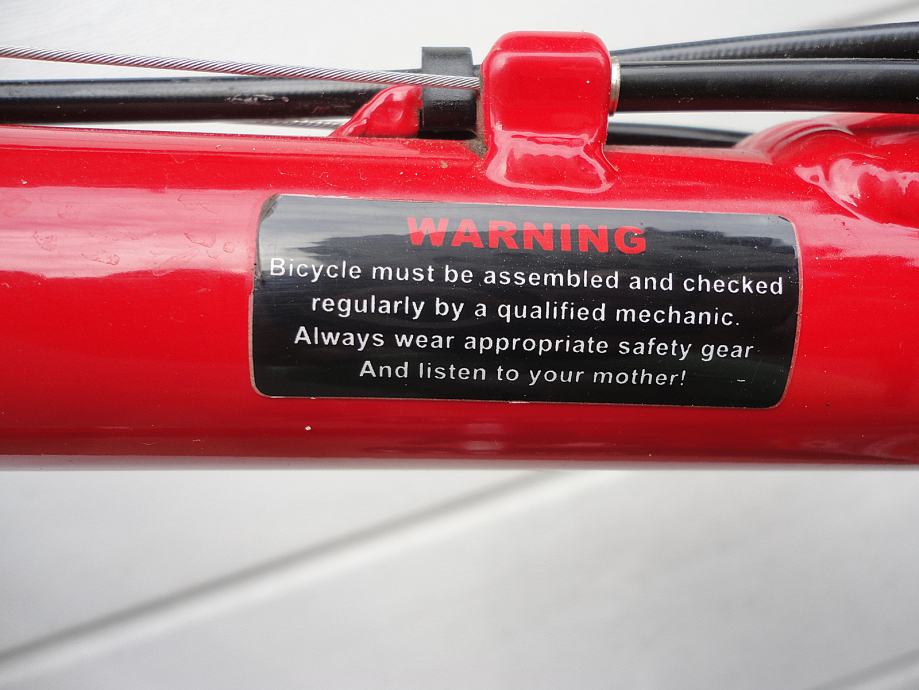 WARNING
Bicycle must be assembled and checked
regularly by a qualified mechanic.
Always wear appropriate safety gear
And listen to your mother!